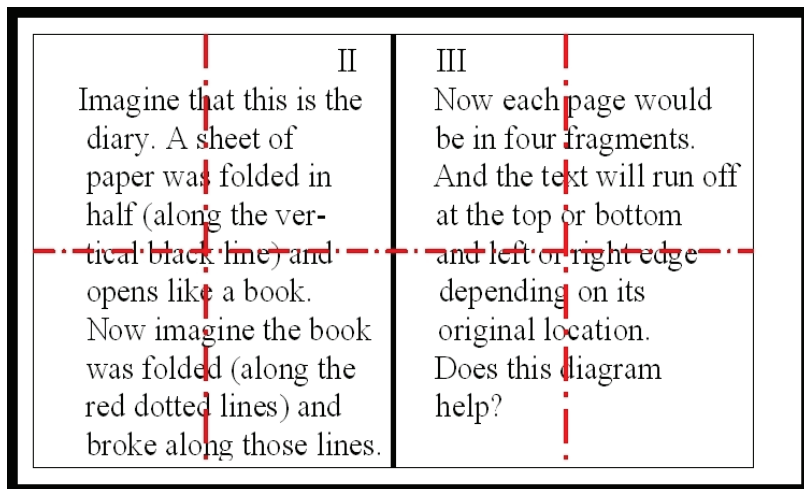 II
Imagine that this is the
diary. A sheet of
paper was folded in
half (along the ver-
tical black line) and
opens like a book.
Now imagine the book
was folded (along the
red dotted lines) and
broke along those lines.
III
Now each page would
be in four fragments.
And the text will run off
at the top or bottom
and left or right edge
depending on its
original location.
Does this diagram
help?